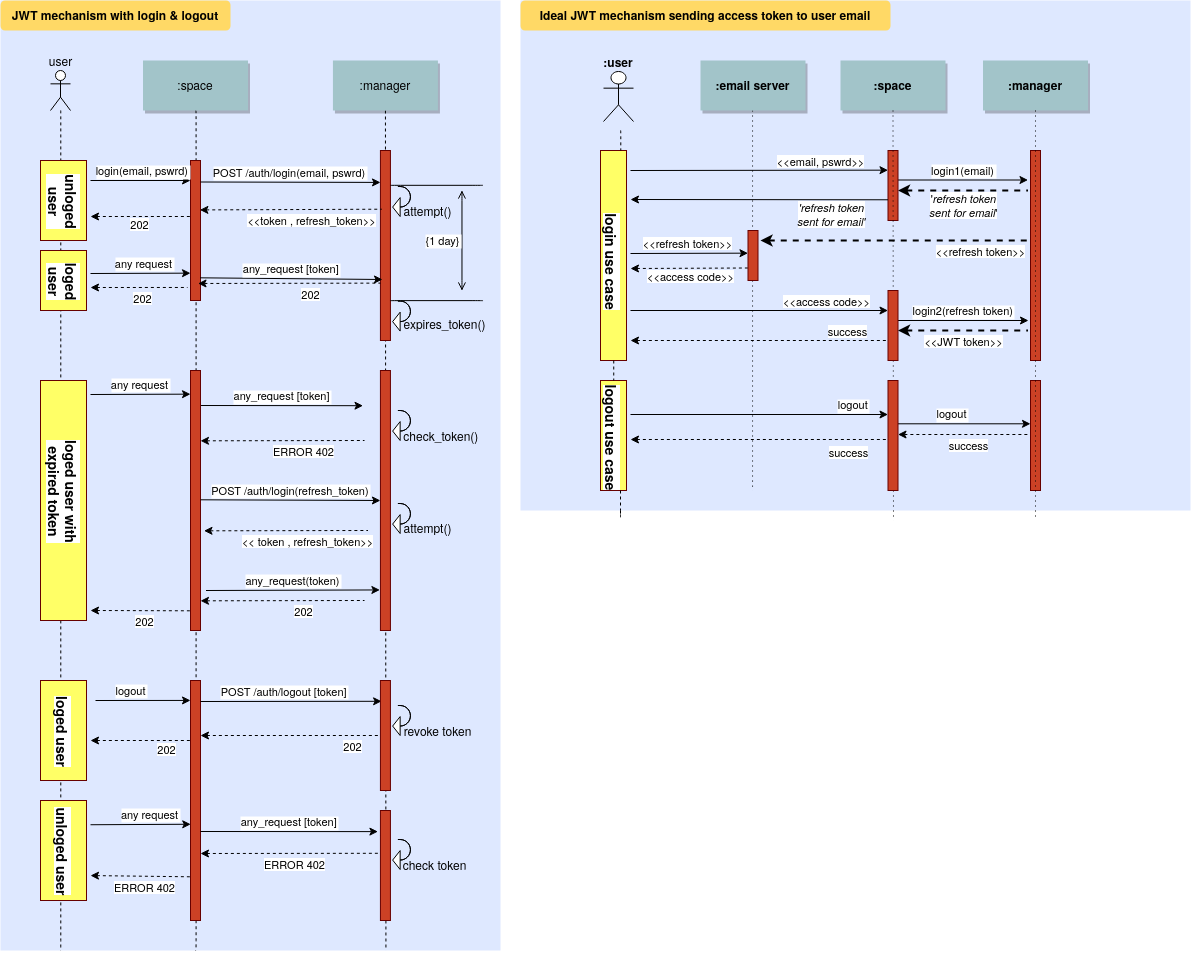 JWT mechanism with login & logout
user
:space
:manager
unloged
user
login(email, pswrd)
POST /auth/login(email, pswrd)
attempt()
<<token , refresh_token>>
202
{1 day}
loged
user
any request
any_request [token]
202
202
expires_token()
loged user with
expired token
any request
any_request [token]
check_token()
ERROR 402
POST /auth/login(refresh_token)
attempt()
<< token , refresh_token>>
any_request(token)
202
202
loged user
logout
POST /auth/logout [token]
revoke token
202
202
unloged user
any request
any_request [token]
check token
ERROR 402
ERROR 402
Ideal JWT mechanism sending access token to user email
:user
:email server
:space
:manager
login use case
<<email, pswrd>>
login1(email)
'refresh token
sent for email'
'refresh token
sent for email'
<<refresh token>>
<<refresh token>>
<<access code>>
<<access code>>
login2(refresh token)
success
<<JWT token>>
logout use case
logout
logout
success
success